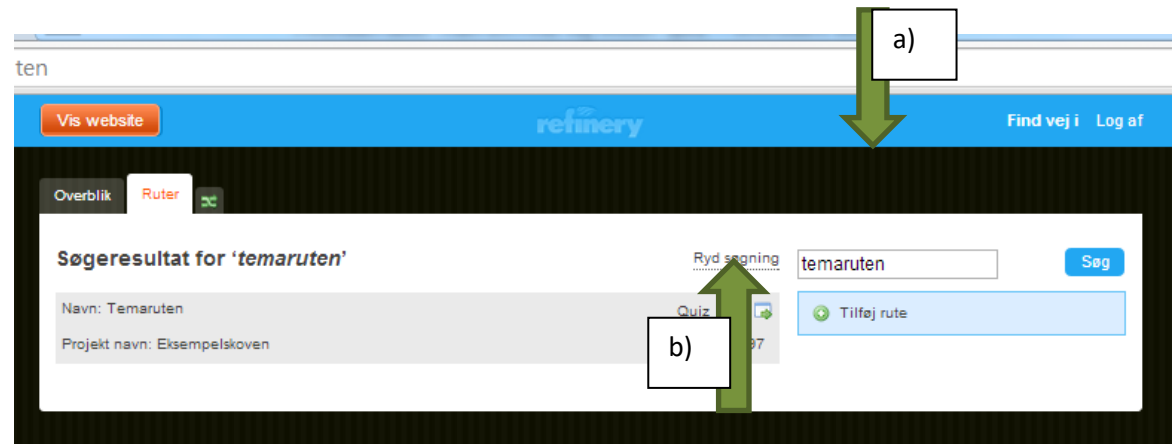 a)
ten
Vis website
refinery
Find vej i Log af
Overblik
Ruter
Søgeresultat for ‘temaruten’
Ryd søgning
temaruten
Søg
Navn: Temaruten
Quiz
Tilføj rute
Projekt navn: Eksempelskoven
97
b)